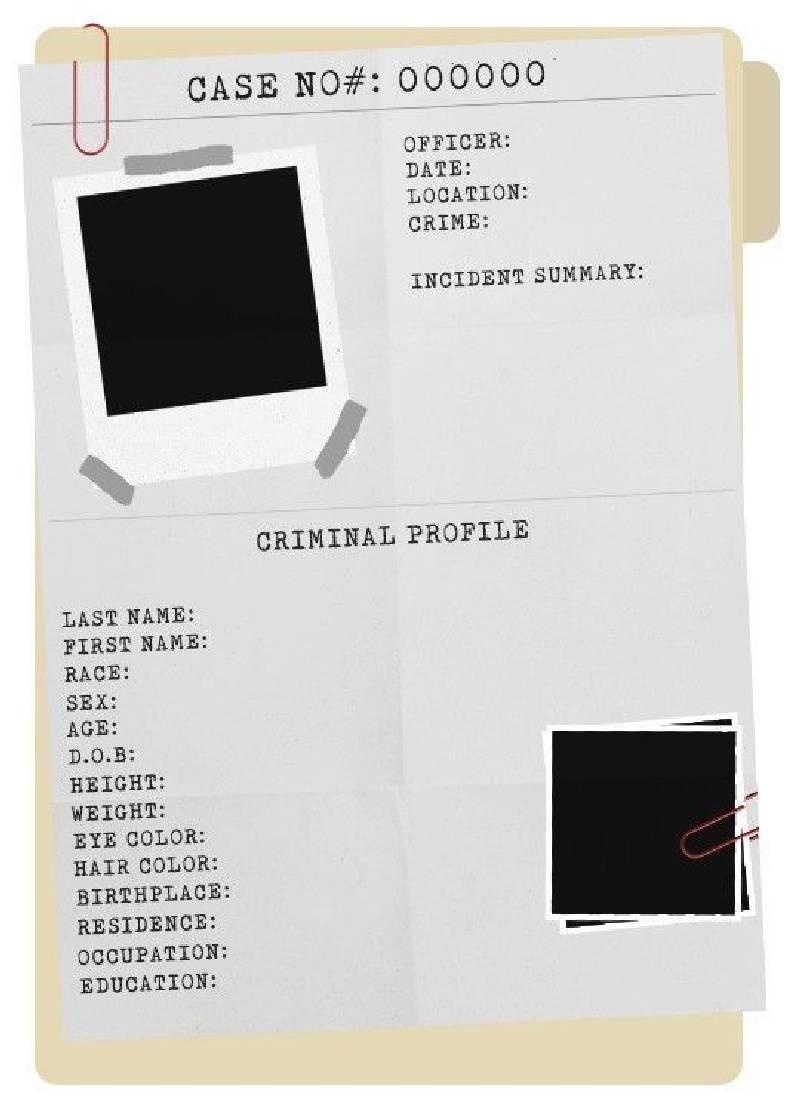 CASE NO#: 000000
OFFICER:
DATE:
LOCATION:
CRIME:
INCIDENT SUMMARY:
CRIMINAL PROFILE
LAST NAME:
FIRST NAME:
RACE:
SEX:
AGE:
D.O.B:
HEIGHT:
WEIGHT:
EYE COLOR:
HAIR COLOR:
BIRTHPLACE:
RESIDENCE:
OCCUPATION:
EDUCATION: